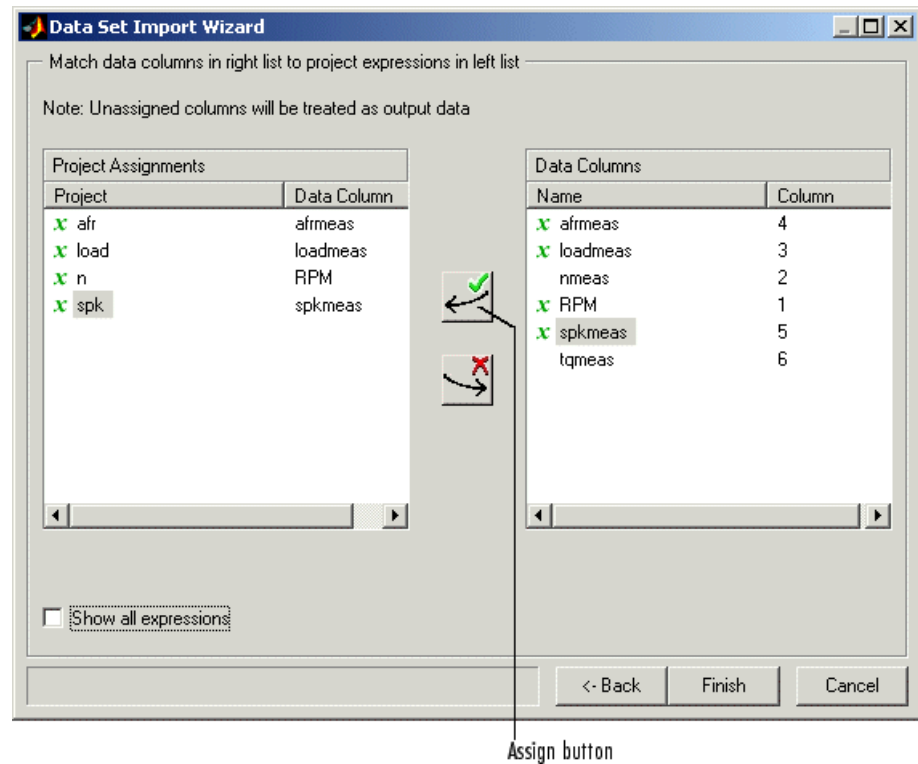 Data Set Import Wizard
Match data columns in right list to project expressions in left list
Note: Unassigned columns will be treated as output data
Project Assignments
Project Data Column
x afr afrmeas
x load loadmeas
x n RPM
x spk spkmeas
Data Columns
Name Column
x afrmeas 4
x loadmeas 3
nmeas 2
x RPM 1
x spkmeas 5
tqmeas 6
Show all expressions
<- Back Finish Cancel
Assign button